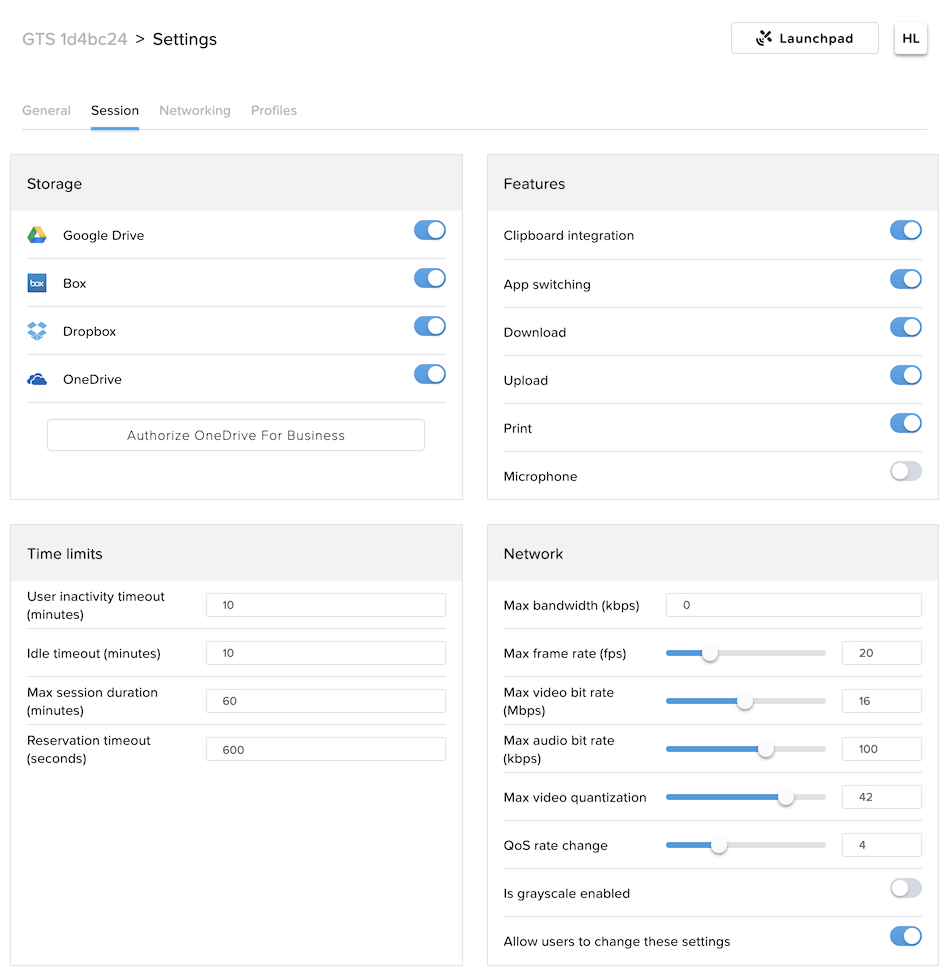 GTS 1d4bc24 > Settings
Launchpad
HL
General Session Networking Profiles
Storage
Google Drive
box
Box
Dropbox
OneDrive
Authorize OneDrive For Business
Features
Clipboard integration
App switching
Download
Upload
Print
Microphone
Time limits
User inactivity timeout
(minutes)
10
Idle timeout (minutes)
10
Max session duration
(minutes)
60
Reservation timeout
(seconds)
600
Network
Max bandwidth (kbps)
0
Max frame rate (fps)
20
Max video bit rate
(Mbps)
16
Max audio bit rate
(kbps)
100
Max video quantization
42
QoS rate change
4
Is grayscale enabled
Allow users to change these settings